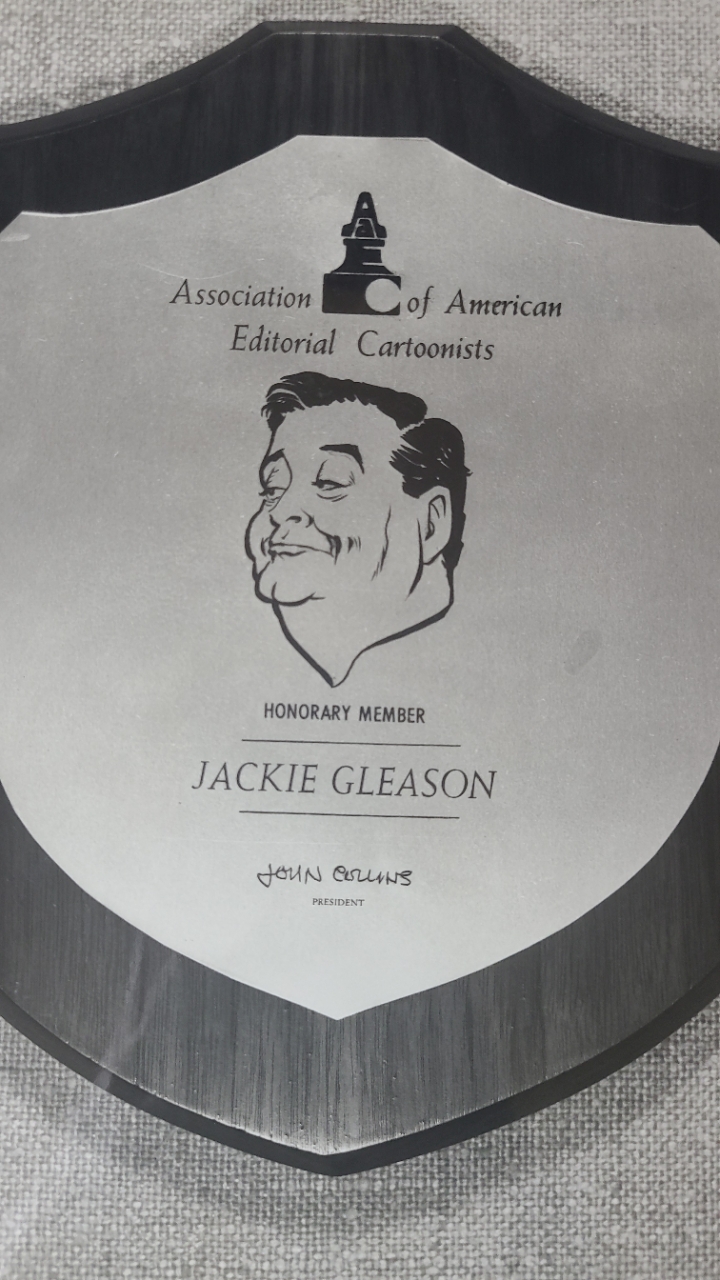 AAEC
Association of American
Editorial Cartoonists
HONORARY MEMBER
JACKIE GLEASON
JOHN COLLINS
PRESIDENT